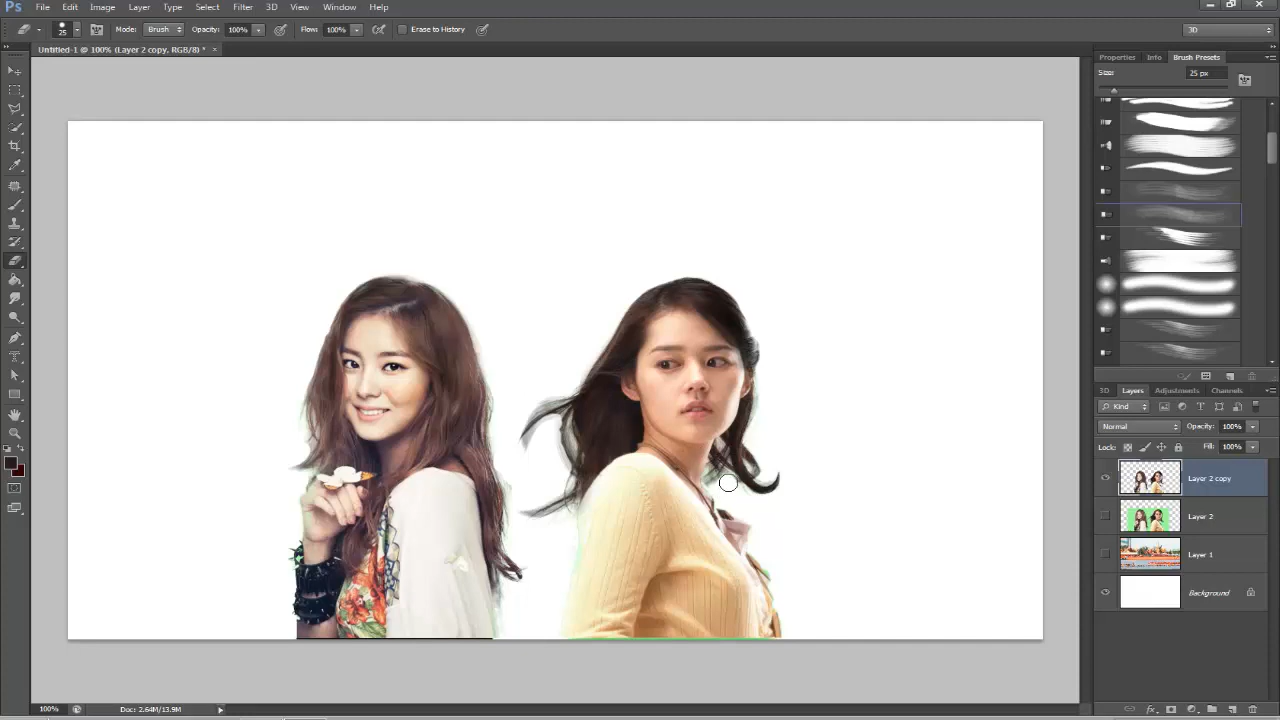 Ps File Edit Image Layer Type Select Filter 3D View Window Help
25 Mode: Brush Opacity: 100% Flow: 100% Erase to History 3D
Untitled-1 @ 100% (Layer 2 copy, RGB/8) * ×
Properties Info Brush Presets
Size: 25 px
3D Layers Adjustments Channels
Kind
Normal Opacity: 100%
Lock: Fill: 100%
Layer 2 copy
Layer 2
Layer 1
Background
100% Doc: 2.64M/13.9M